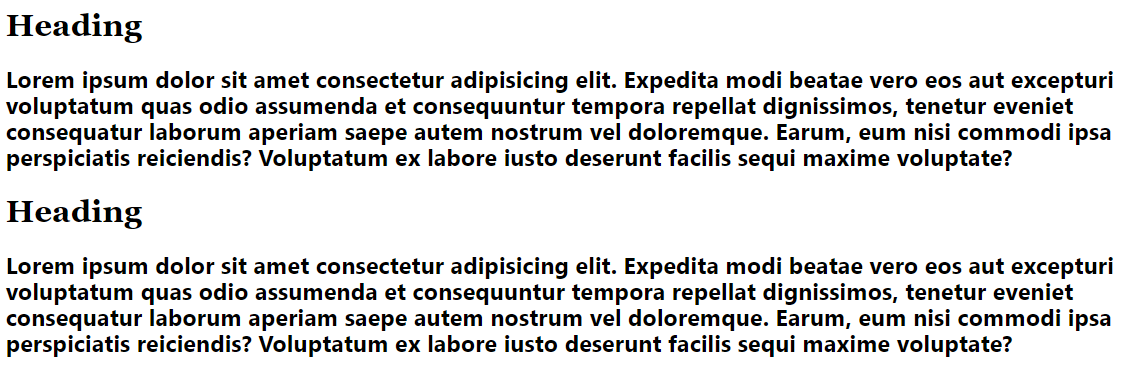 Heading
Lorem ipsum dolor sit amet consectetur adipisicing elit. Expedita modi beatae vero eos aut excepturi
voluptatum quas odio assumenda et consequuntur tempora repellat dignissimos, tenetur eveniet
consequatur laborum aperiam saepe autem nostrum vel doloremque. Earum, eum nisi commodi ipsa
perspiciatis reiciendis? Voluptatum ex labore iusto deserunt facilis sequi maxime voluptate?
Heading
Lorem ipsum dolor sit amet consectetur adipisicing elit. Expedita modi beatae vero eos aut excepturi
voluptatum quas odio assumenda et consequuntur tempora repellat dignissimos, tenetur eveniet
consequatur laborum aperiam saepe autem nostrum vel doloremque. Earum, eum nisi commodi ipsa
perspiciatis reiciendis? Voluptatum ex labore iusto deserunt facilis sequi maxime voluptate?